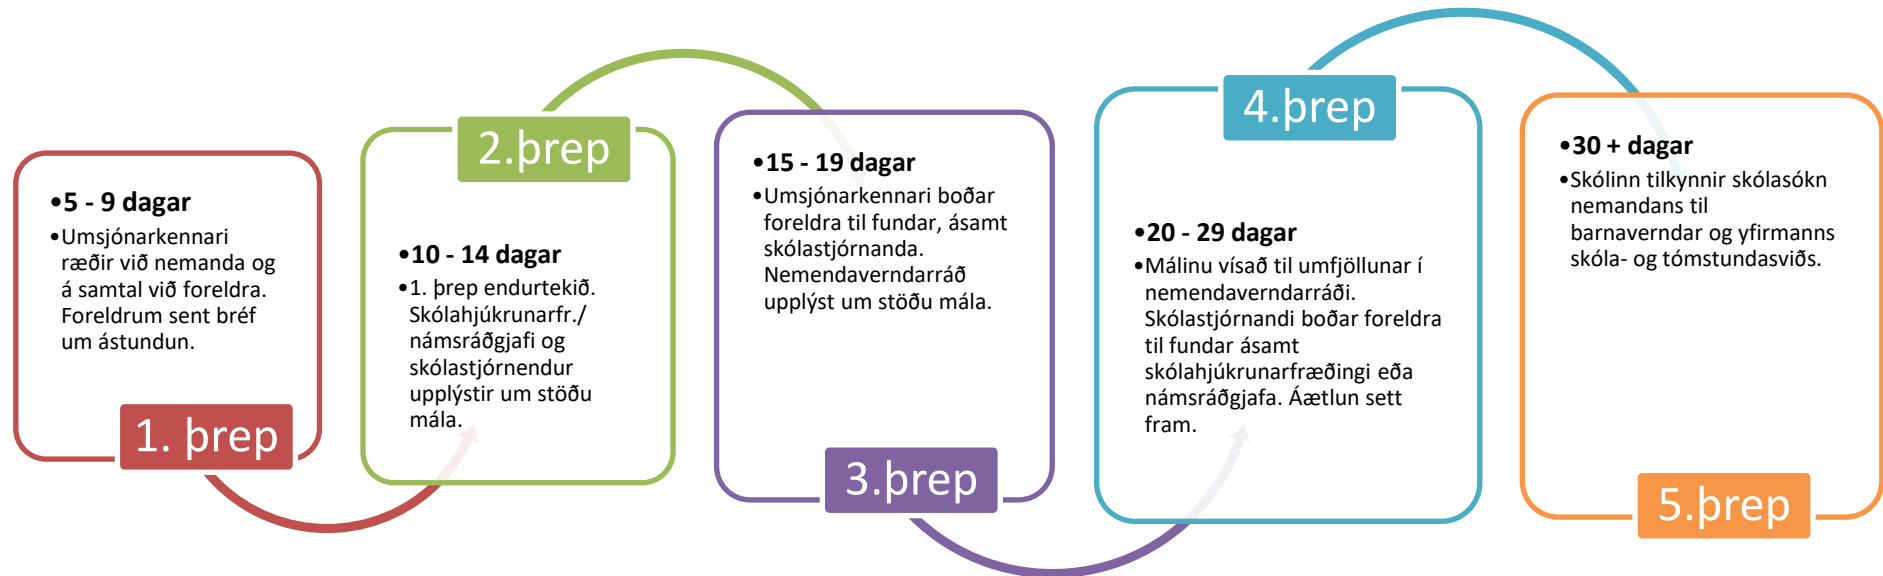 •5 - 9 dagar
•Umsjónarkennari
ræðir við nemanda og
á samtal við foreldra.
Foreldrum sent bréf
um ástundun.
1. þrep
2.þrep
•10 - 14 dagar
•1. þrep endurtekið.
Skólahjúkrunarfr./
námsráðgjafi og
skólastjórnendur
upplýstir um stöðu
mála.
•15 - 19 dagar
•Umsjónarkennari boðar
foreldra til fundar, ásamt
skólastjórnanda.
Nemendaverndarráð
upplýst um stöðu mála.
3.þrep
4.þrep
•20 - 29 dagar
•Málinu vísað til umfjöllunar í
nemendaverndarráði.
Skólastjórnandi boðar foreldra
til fundar ásamt
skólahjúkrunarfræðingi eða
námsráðgjafa. Áætlun sett
fram.
•30 + dagar
•Skólinn tilkynnir skólasókn
nemandans til
barnaverndar og yfirmanns
skóla- og tómstundasviðs.
5.þrep